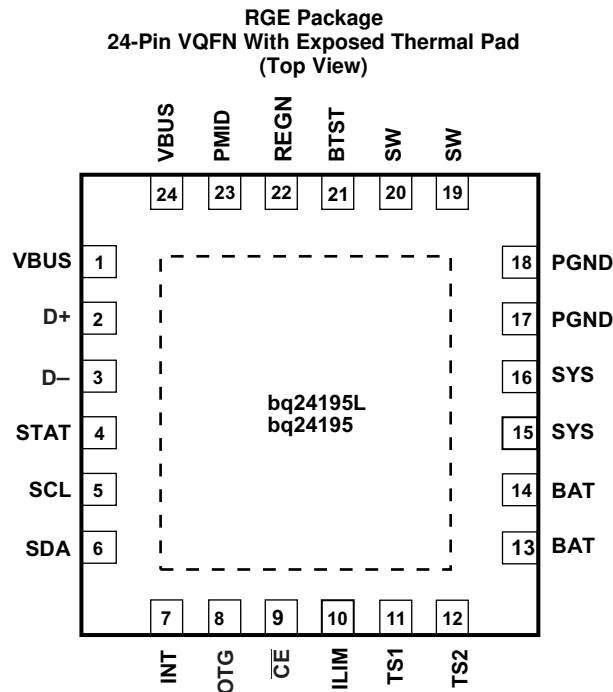 RGE Package
24-Pin VQFN With Exposed Thermal Pad
(Top View)
VBUS PMID REGN BTST SW SW
24 23 22 21 20 19
VBUS 1 18 PGND
D+ 2 17 PGND
D– 3 16 SYS
bq24195L
bq24195
STAT 4 15 SYS
SCL 5 14 BAT
SDA 6 13 BAT
7 8 9 10 11 12
INT OTG C̅E̅ ILIM TS1 TS2